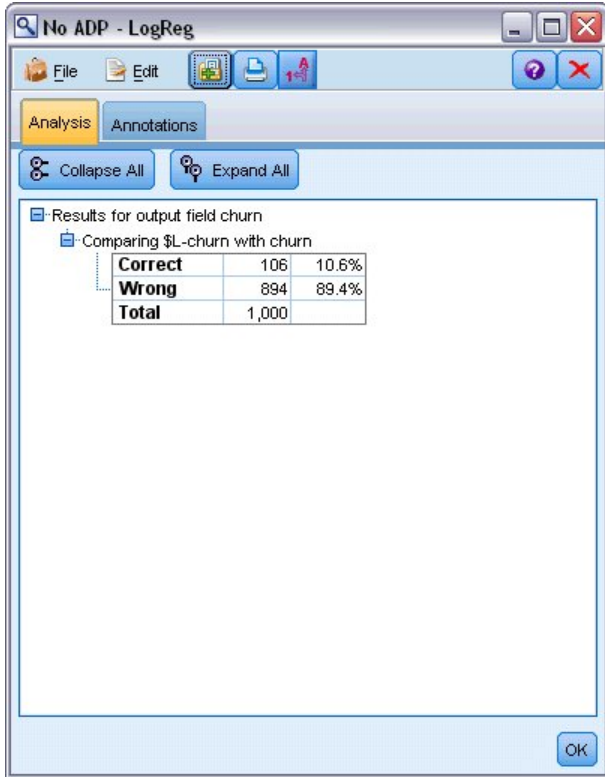 No ADP - LogReg
File Edit
Analysis Annotations
Collapse All Expand All
Results for output field churn
Comparing $L-churn with churn
Correct 106 10.6%
Wrong 894 89.4%
Total 1,000
OK